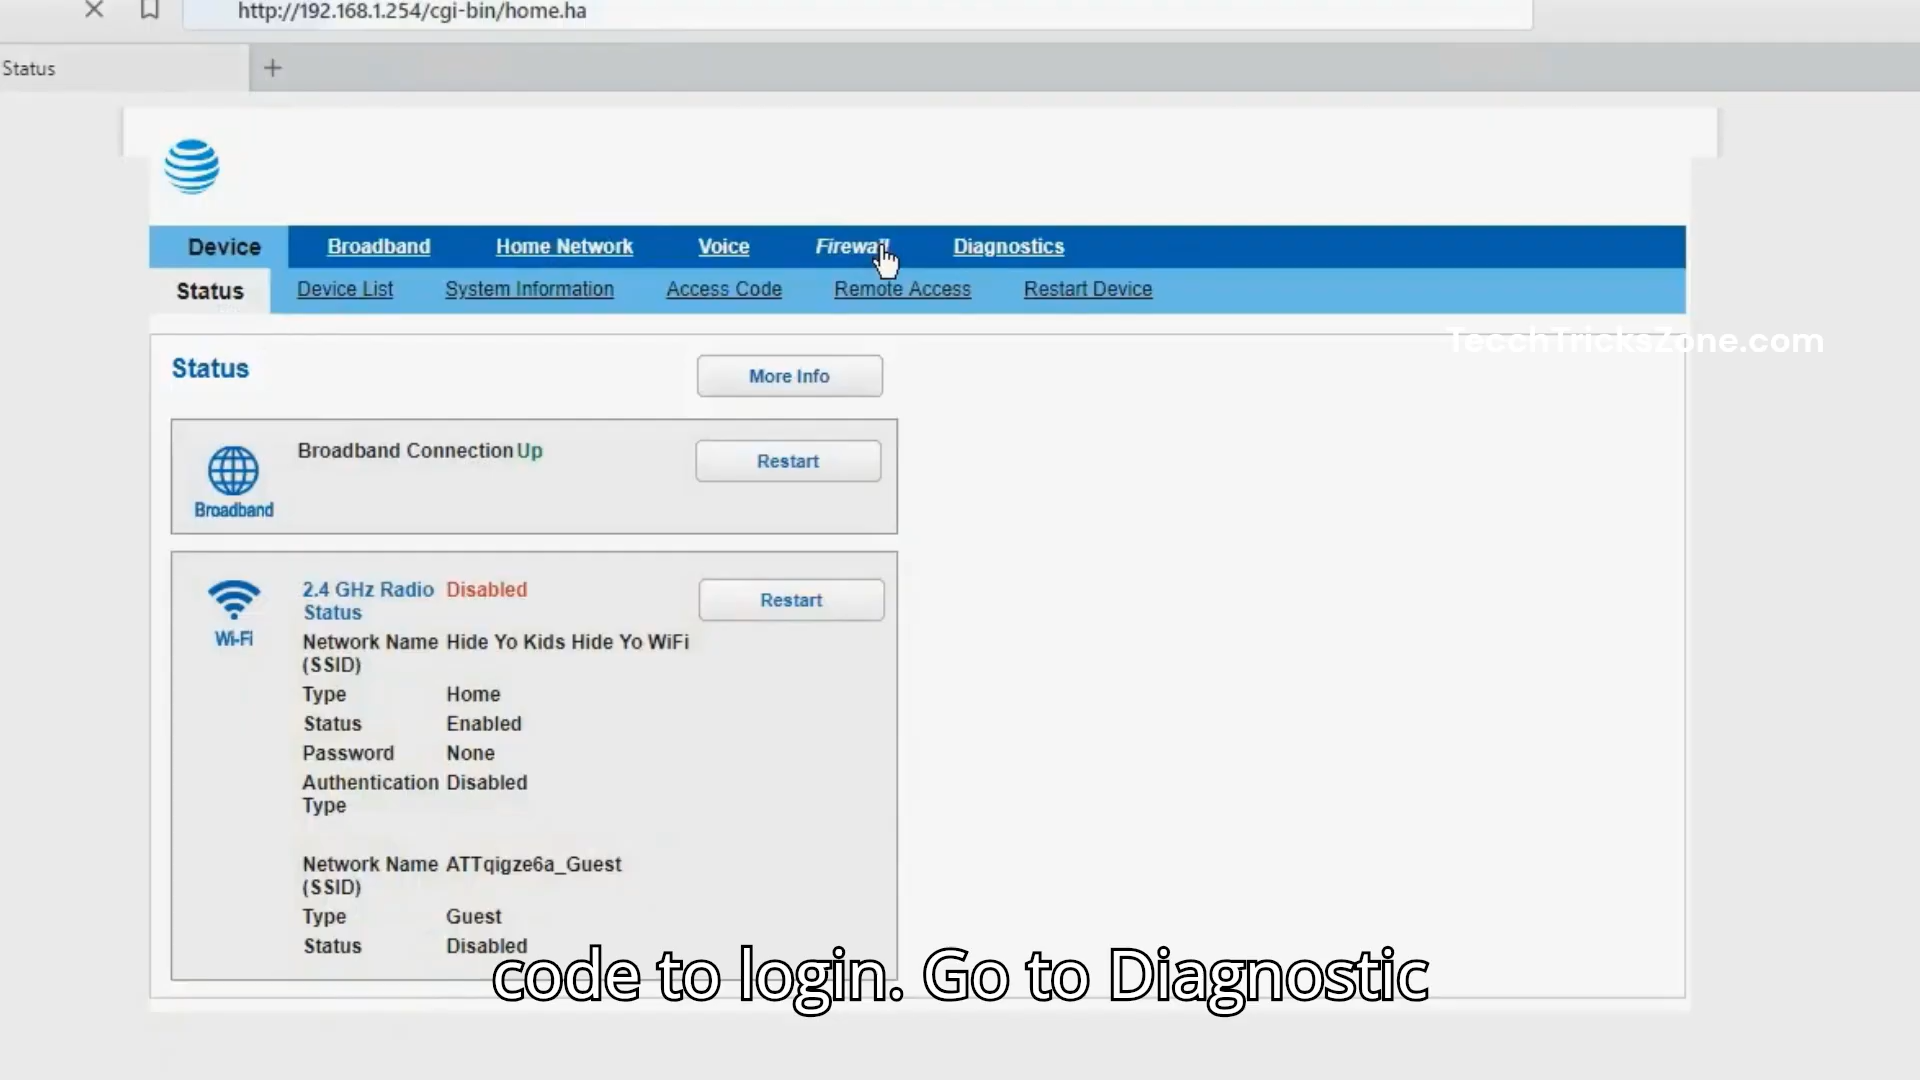 http://192.168.1.254/cgi-bin/home.ha
Status
TecchTricksZone.com
Device Broadband Home Network Voice Firewall Diagnostics
Status Device List System Information Access Code Remote Access Restart Device
Status More Info
Broadband Connection Up Restart
Broadband
2.4 GHz Radio Disabled Restart
Status
Wi-Fi
Network Name Hide Yo Kids Hide Yo WiFi
(SSID)
Type Home
Status Enabled
Password None
Authentication Disabled
Type
Network Name ATTqigze6a_Guest
(SSID)
Type Guest
Status Disabled
code to login. Go to Diagnostic